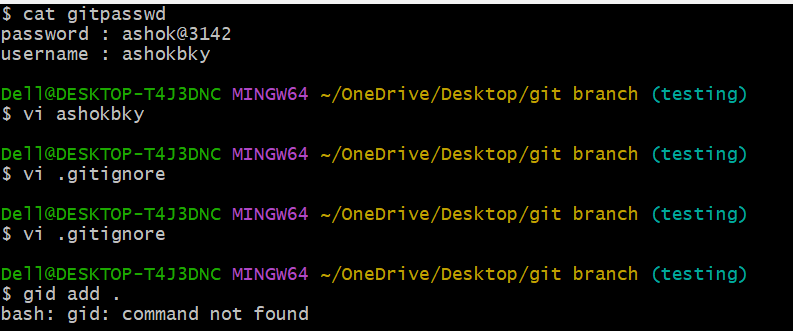 $ cat gitpasswd
password : ashok@3142
username : ashokbky
Dell@DESKTOP-T4J3DNC MINGW64 ~/OneDrive/Desktop/git branch (testing)
$ vi ashokbky
Dell@DESKTOP-T4J3DNC MINGW64 ~/OneDrive/Desktop/git branch (testing)
$ vi .gitignore
Dell@DESKTOP-T4J3DNC MINGW64 ~/OneDrive/Desktop/git branch (testing)
$ vi .gitignore
Dell@DESKTOP-T4J3DNC MINGW64 ~/OneDrive/Desktop/git branch (testing)
$ gid add .
bash: gid: command not found